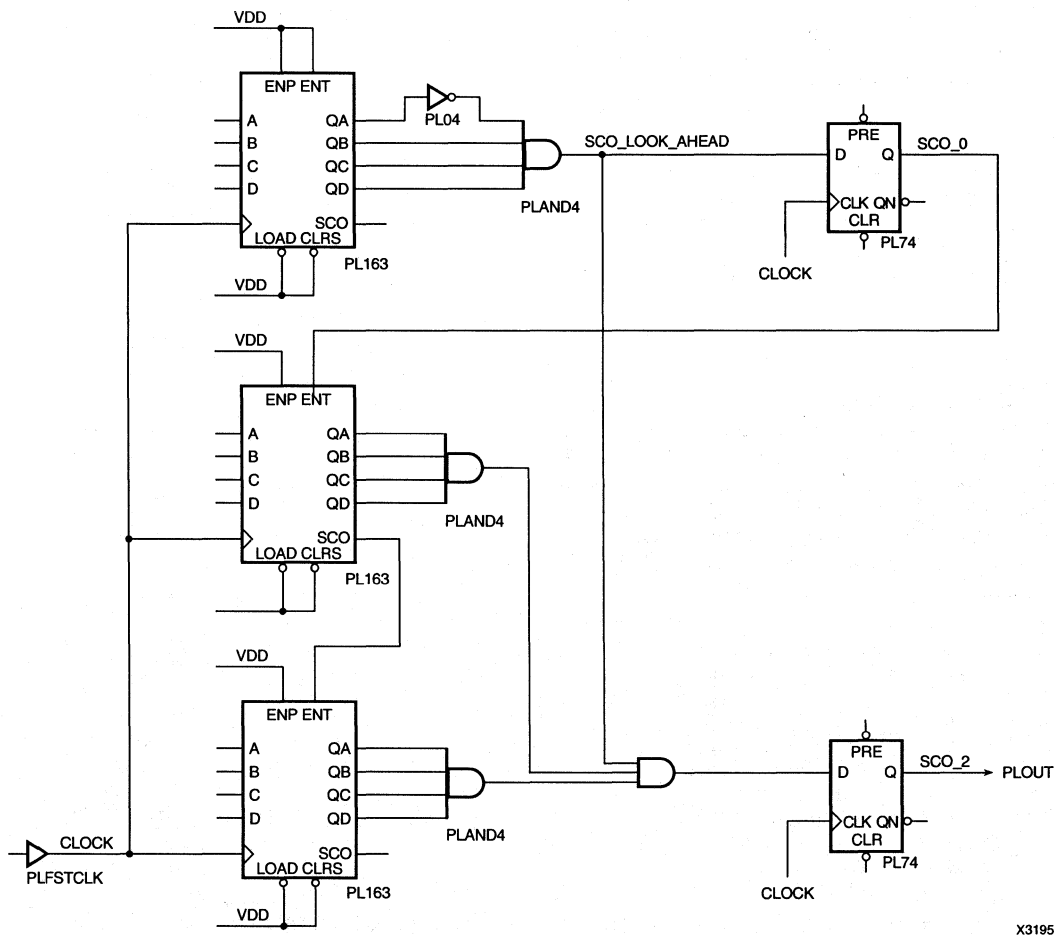 VDD
ENP ENT
A QA
PL04
B QB
C QC
D QD
SCO
LOAD CLRS
PL163
VDD
PLAND4
SCO_LOOK_AHEAD
PRE
D Q
SCO_0
CLK QN
CLR
PL74
CLOCK
VDD
ENP ENT
A QA
B QB
C QC
D QD
SCO
LOAD CLRS
PL163
PLAND4
VDD
ENP ENT
A QA
B QB
C QC
D QD
SCO
LOAD CLRS
PL163
VDD
PLAND4
CLOCK
PLFSTCLK
PRE
D Q
SCO_2
PLOUT
CLK QN
CLR
PL74
CLOCK
X3195